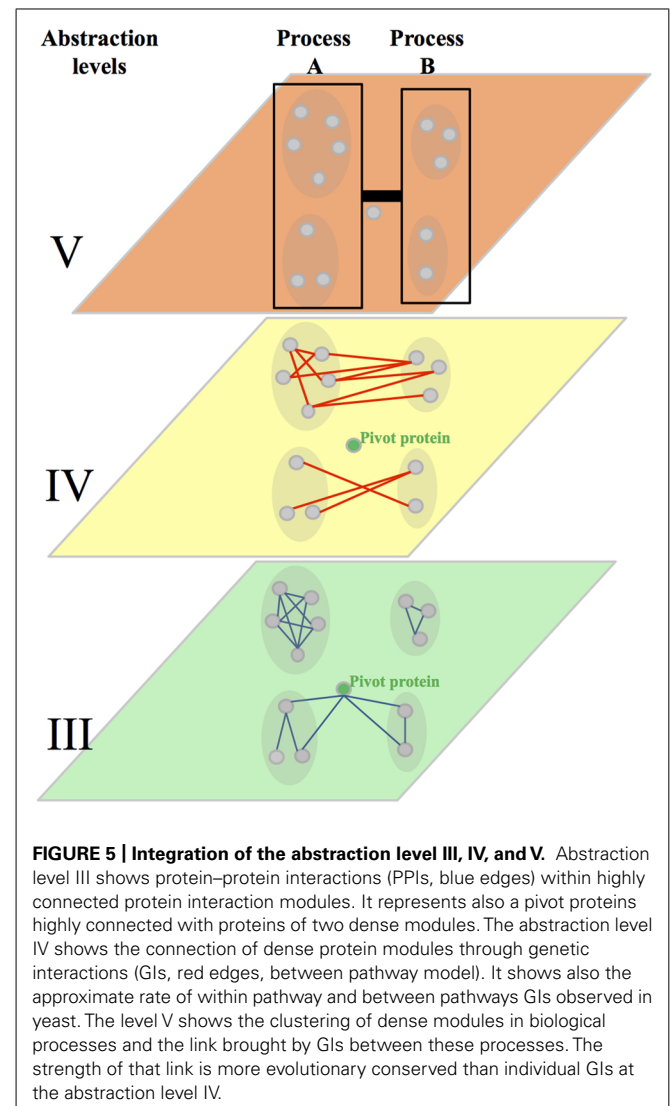 Abstraction levels
Process A
Process B
V
IV
Pivot protein
III
Pivot protein
FIGURE 5 | Integration of the abstraction level III, IV, and V. Abstraction
level III shows protein–protein interactions (PPIs, blue edges) within highly
connected protein interaction modules. It represents also a pivot proteins
highly connected with proteins of two dense modules. The abstraction level
IV shows the connection of dense protein modules through genetic
interactions (GIs, red edges, between pathway model). It shows also the
approximate rate of within pathway and between pathways GIs observed in
yeast. The level V shows the clustering of dense modules in biological
processes and the link brought by GIs between these processes. The
strength of that link is more evolutionary conserved than individual GIs at
the abstraction level IV.